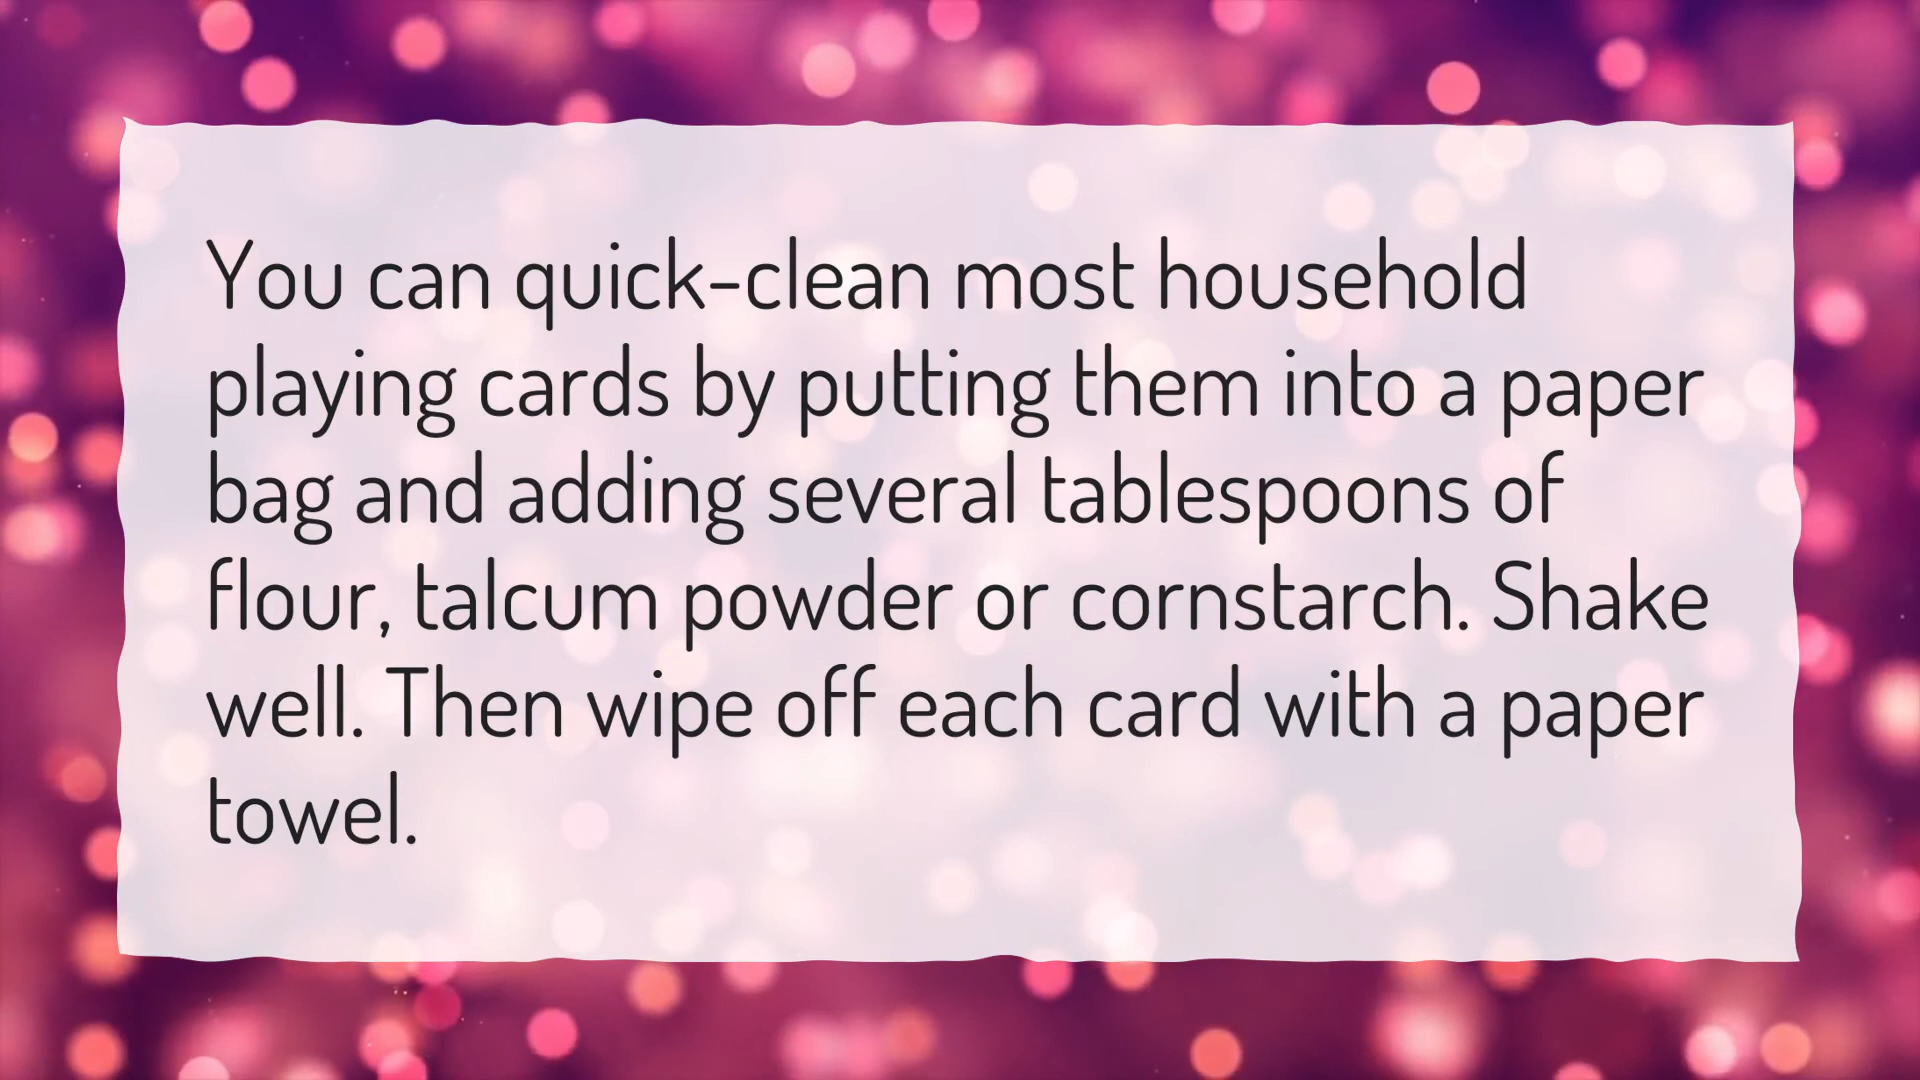 You can quick-clean most household
playing cards by putting them into a paper
bag and adding several tablespoons of
flour, talcum powder or cornstarch. Shake
well. Then wipe off each card with a paper
towel.